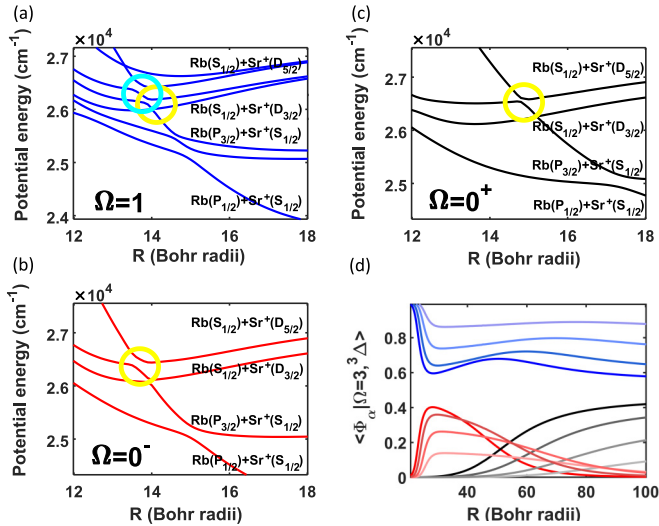 (a)
× 10⁴
2.7
2.6
2.5
2.4
Potential energy (cm⁻¹)
Rb(S₁/₂)+Sr⁺(D₅/₂)
Rb(S₁/₂)+Sr⁺(D₃/₂)
Rb(P₃/₂)+Sr⁺(S₁/₂)
Rb(P₁/₂)+Sr⁺(S₁/₂)
Ω=1
12 14 16 18
R (Bohr radii)
(c)
× 10⁴
2.7
2.6
2.5
2.4
Potential energy (cm⁻¹)
Rb(S₁/₂)+Sr⁺(D₅/₂)
Rb(S₁/₂)+Sr⁺(D₃/₂)
Rb(P₃/₂)+Sr⁺(S₁/₂)
Rb(P₁/₂)+Sr⁺(S₁/₂)
Ω=0⁺
12 14 16 18
R (Bohr radii)
(b)
× 10⁴
2.7
2.6
2.5
Potential energy (cm⁻¹)
Rb(S₁/₂)+Sr⁺(D₅/₂)
Rb(S₁/₂)+Sr⁺(D₃/₂)
Rb(P₃/₂)+Sr⁺(S₁/₂)
Rb(P₁/₂)+Sr⁺(S₁/₂)
Ω=0⁻
12 14 16 18
R (Bohr radii)
(d)
0.8
0.6
0.4
0.2
0
<Φα|Ω=3,³Δ>
40 60 80 100
R (Bohr radii)